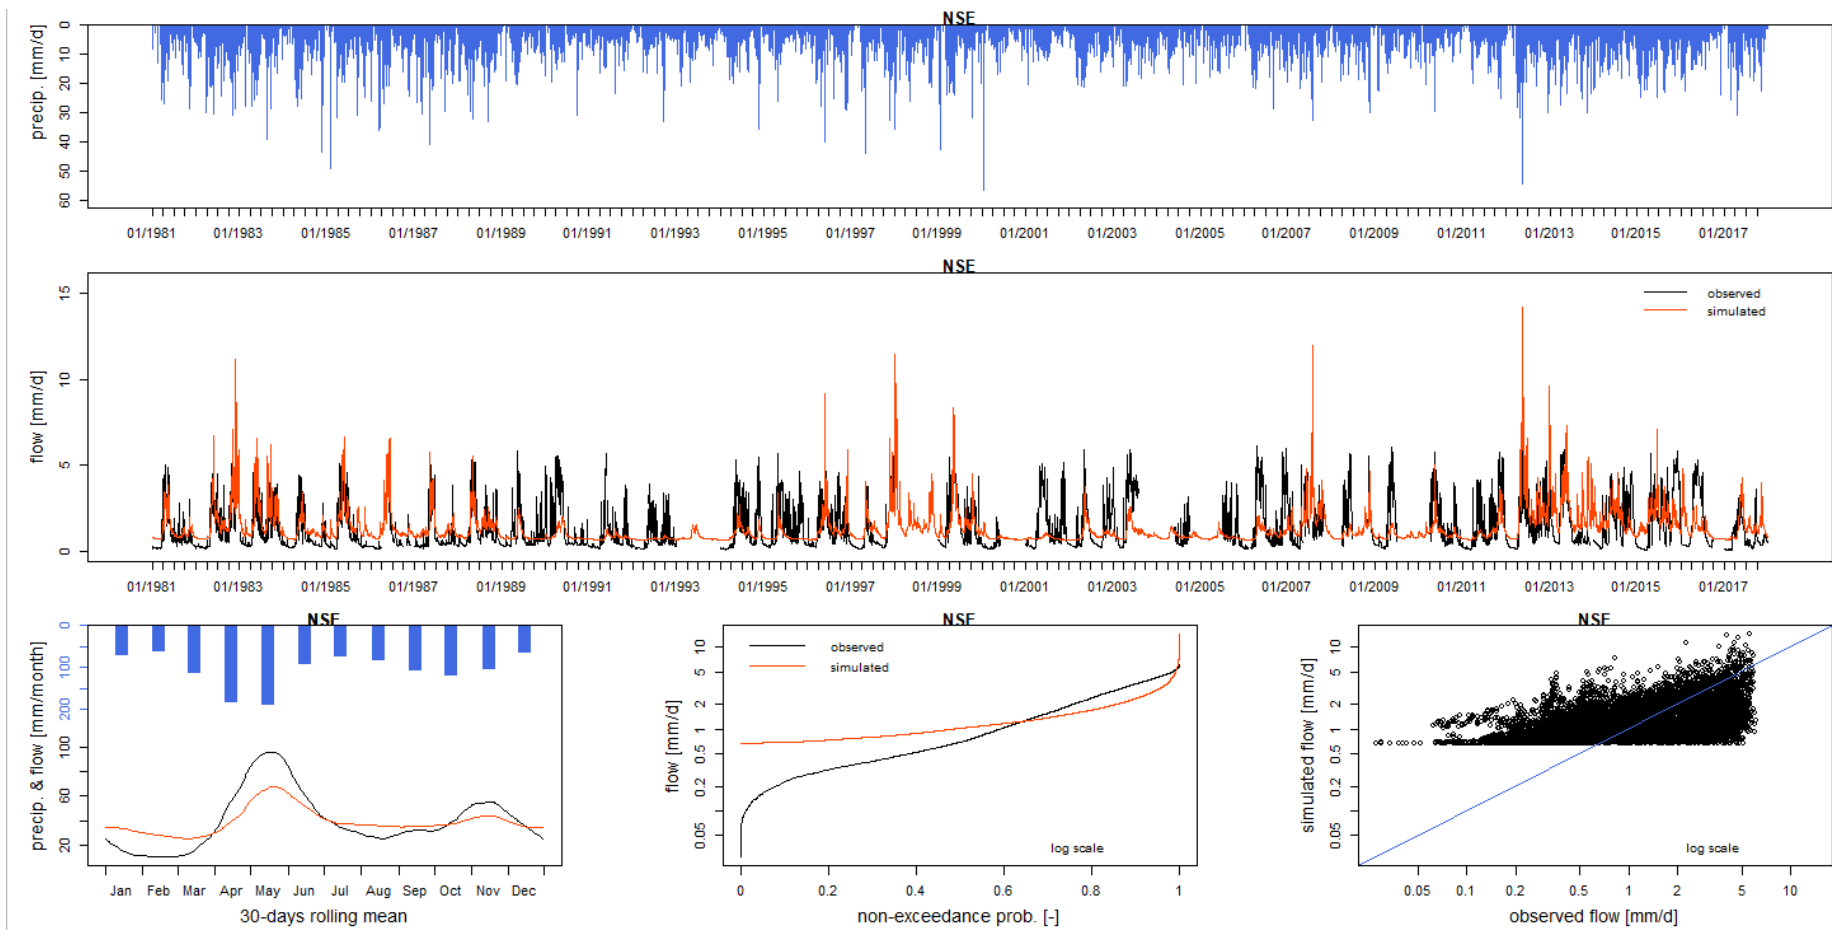 NSE
precip. [mm/d]
0
10
20
30
40
50
60
01/1981 01/1983 01/1985 01/1987 01/1989 01/1991 01/1993 01/1995 01/1997 01/1999 01/2001 01/2003 01/2005 01/2007 01/2009 01/2011 01/2013 01/2015 01/2017
NSE
flow [mm/d]
15
10
5
0
observed
simulated
01/1981 01/1983 01/1985 01/1987 01/1989 01/1991 01/1993 01/1995 01/1997 01/1999 01/2001 01/2003 01/2005 01/2007 01/2009 01/2011 01/2013 01/2015 01/2017
NSE
precip. & flow [mm/month]
0
100
200
100
60
20
Jan Feb Mar Apr May Jun Jul Aug Sep Oct Nov Dec
30-days rolling mean
NSE
flow [mm/d]
10
5
2
1
0.5
0.2
0.05
observed
simulated
log scale
0 0.2 0.4 0.6 0.8 1
non-exceedance prob. [-]
NSE
simulated flow [mm/d]
10
5
2
1
0.5
0.2
0.05
log scale
0.05 0.1 0.2 0.5 1 2 5 10
observed flow [mm/d]